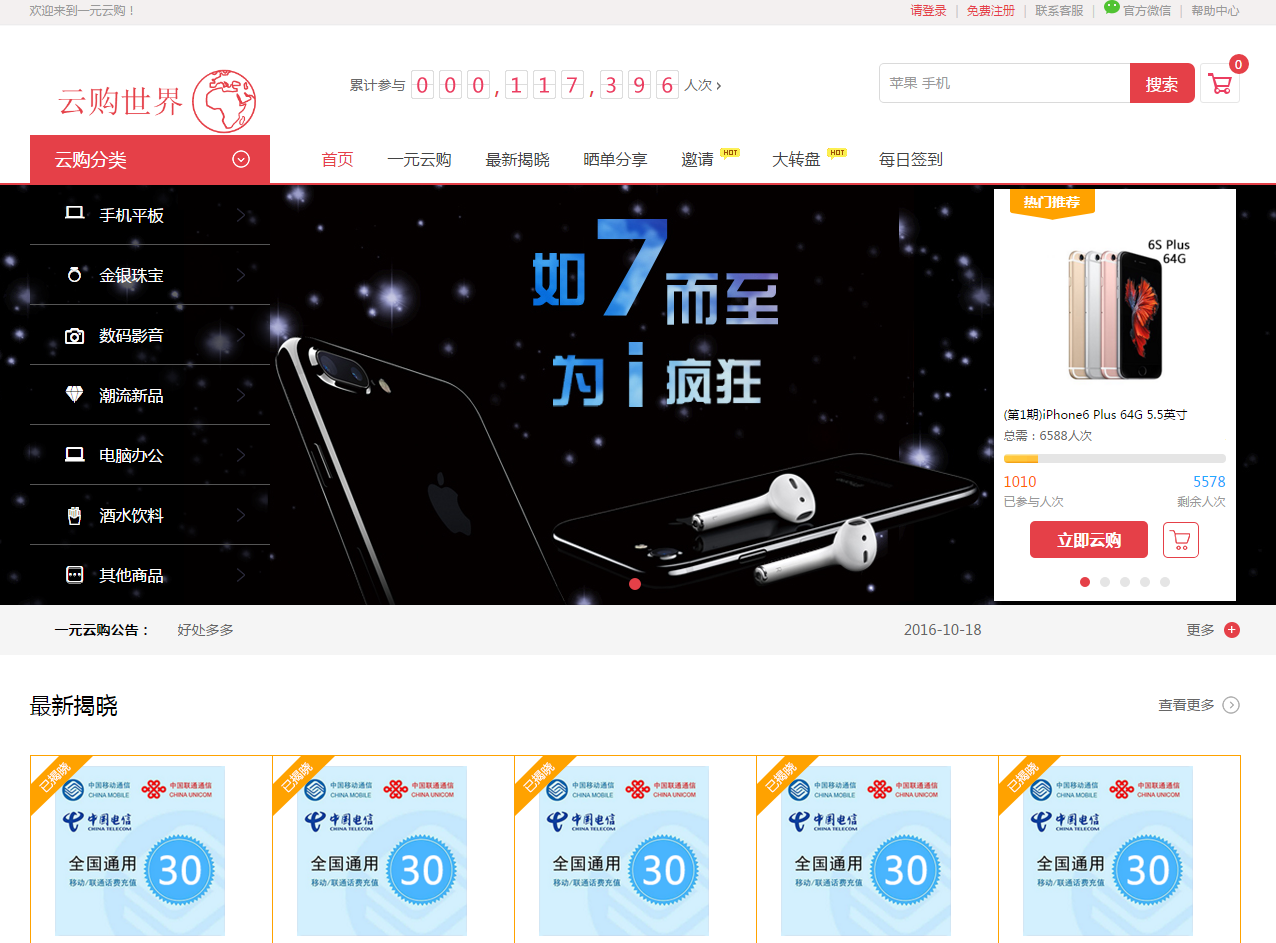 欢迎来到一元云购！
请登录 | 免费注册 | 联系客服 | 官方微信 | 帮助中心
云购世界
累计参与 000,117,396 人次 ›
苹果 手机
搜索
0
云购分类
首页 一元云购 最新揭晓 晒单分享 邀请 HOT 大转盘 HOT 每日签到
手机平板
金银珠宝
数码影音
潮流新品
电脑办公
酒水饮料
其他商品
如7而至
为i疯狂
热门推荐
6S Plus
64G
(第1期)iPhone6 Plus 64G 5.5英寸
总需：6588人次
1010 5578
已参与人次 剩余人次
立即云购
一元云购公告： 好处多多 2016-10-18 更多
最新揭晓 查看更多
已揭晓
中国移动通信
CHINA MOBILE
中国联通通信
CHINA UNICOM
中国电信
CHINA TELECOM
全国通用
移动/联通话费充值
30
已揭晓
中国移动通信
CHINA MOBILE
中国联通通信
CHINA UNICOM
中国电信
CHINA TELECOM
全国通用
移动/联通话费充值
30
已揭晓
中国移动通信
CHINA MOBILE
中国联通通信
CHINA UNICOM
中国电信
CHINA TELECOM
全国通用
移动/联通话费充值
30
已揭晓
中国移动通信
CHINA MOBILE
中国联通通信
CHINA UNICOM
中国电信
CHINA TELECOM
全国通用
移动/联通话费充值
30
已揭晓
中国移动通信
CHINA MOBILE
中国联通通信
CHINA UNICOM
中国电信
CHINA TELECOM
全国通用
移动/联通话费充值
30